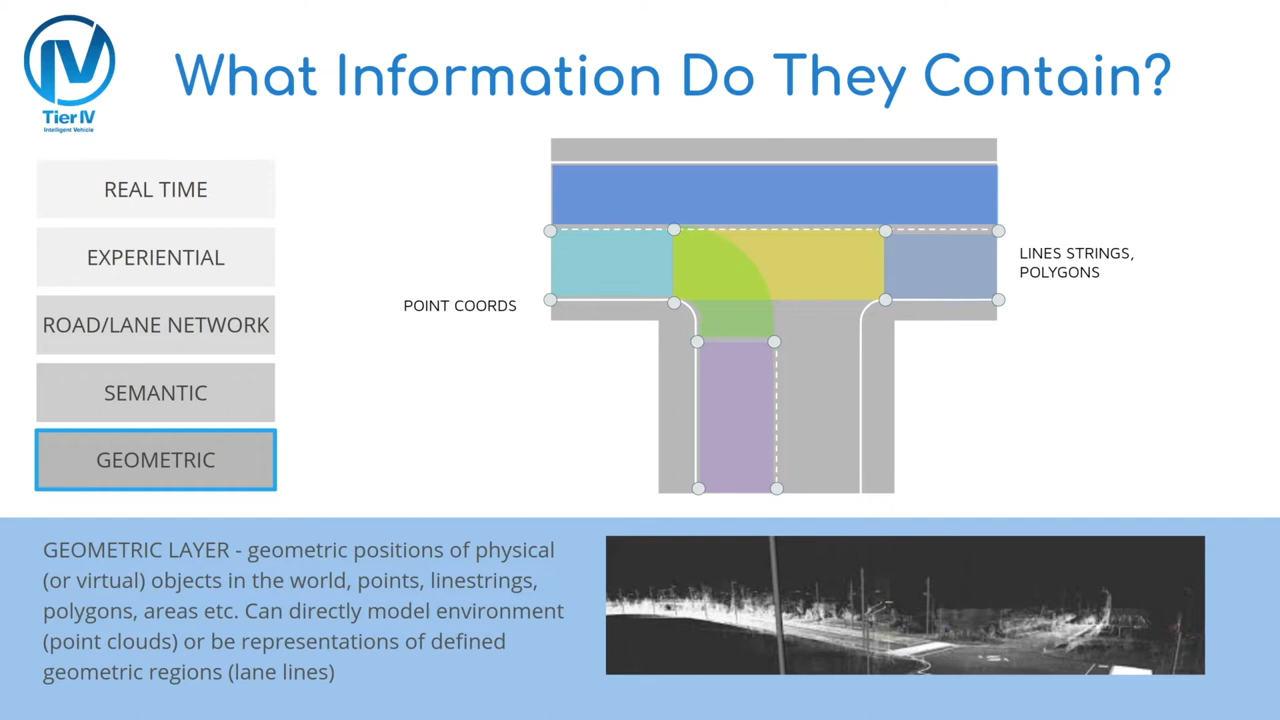 What Information Do They Contain?
IV
Tier IV
Intelligent Vehicle
REAL TIME
EXPERIENTIAL
ROAD/LANE NETWORK
SEMANTIC
GEOMETRIC
POINT COORDS
LINES STRINGS,
POLYGONS
GEOMETRIC LAYER - geometric positions of physical
(or virtual) objects in the world, points, linestrings,
polygons, areas etc. Can directly model environment
(point clouds) or be representations of defined
geometric regions (lane lines)